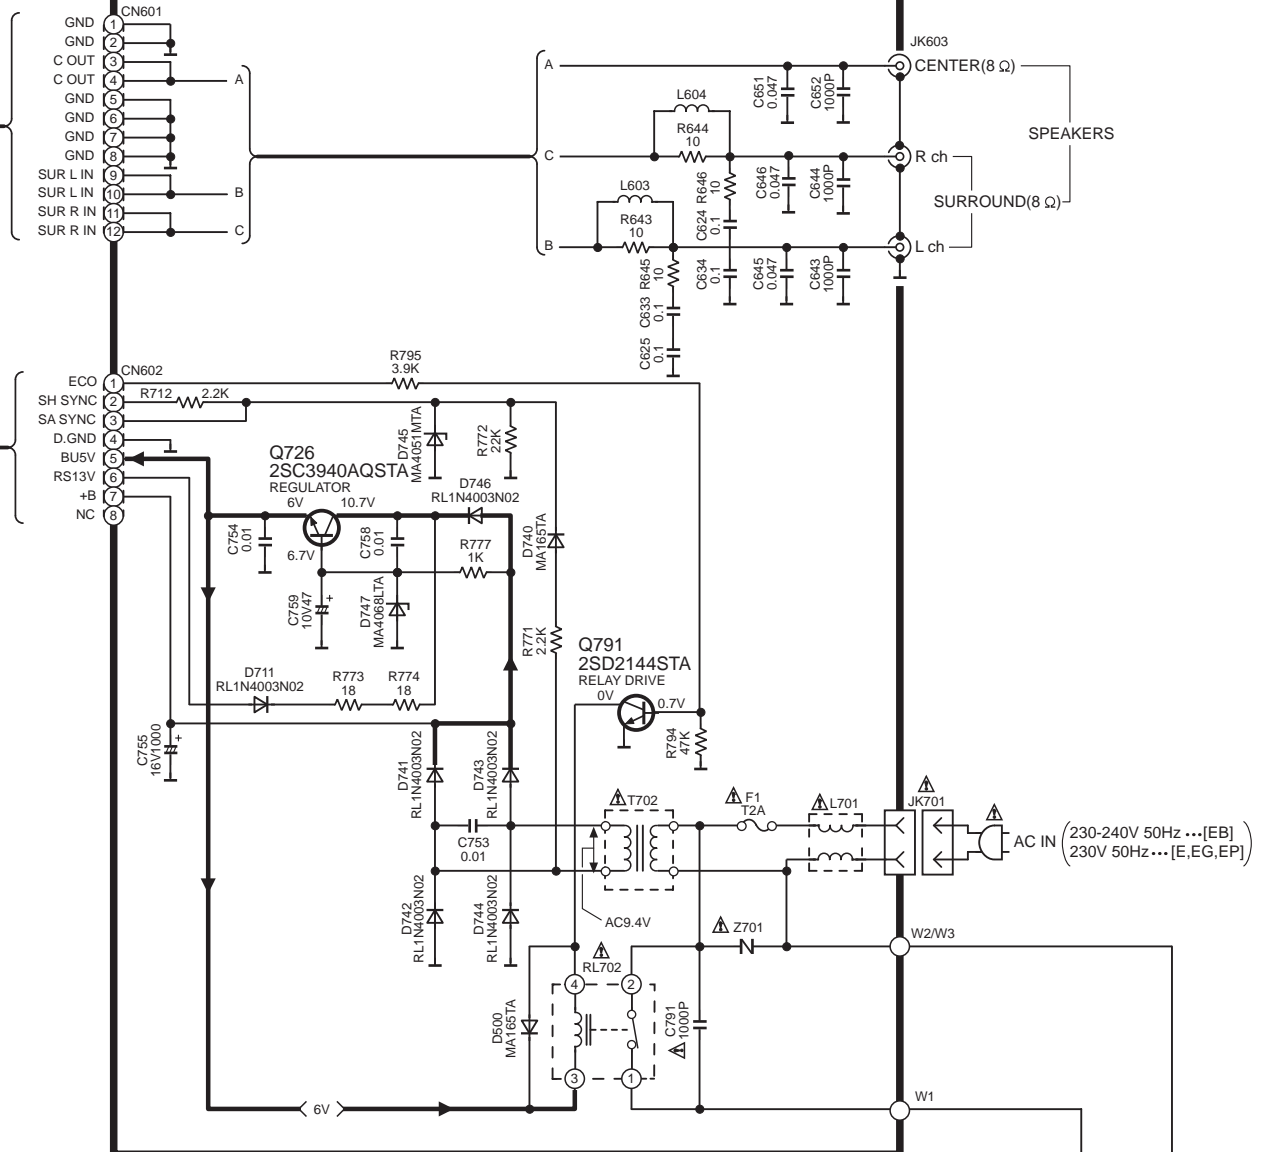 CN601
GND 1
GND 2
C OUT 3
C OUT 4
GND 5
GND 6
GND 7
GND 8
SUR L IN 9
SUR L IN 10
SUR R IN 11
SUR R IN 12
A
B
C
A
C
B
L604
R644
10
L603
R643
10
R646
10
C624
0.1
C634
0.1
R645
10
C633
0.1
C625
0.1
C651
0.047
C652
1000P
C646
0.047
C644
1000P
C645
0.047
C643
1000P
JK603
CENTER(8 Ω)
R ch
L ch
SURROUND(8 Ω)
SPEAKERS
CN602
ECO 1
SH SYNC 2
SA SYNC 3
D.GND 4
BU5V 5
RS13V 6
+B 7
NC 8
R712 2.2K
R795
3.9K
Q726
2SC3940AQSTA
REGULATOR
6V 10.7V
6.7V
D745
MA4051MTA
R772
22K
D746
RL1N4003N02
C754
0.01
C758
0.01
R777
1K
D740
MA165TA
C759
10V47
+
D747
MA4068LTA
R771
2.2K
Q791
2SD2144STA
RELAY DRIVE
0V 0.7V
R794
47K
D711
RL1N4003N02
R773
18
R774
18
C755
16V1000
+
D741
RL1N4003N02
D743
RL1N4003N02
C753
0.01
D742
RL1N4003N02
D744
RL1N4003N02
T702
F1
T2A
L701
JK701
AC IN
230-240V 50Hz ···[EB]
230V 50Hz ···[E,EG,EP]
AC9.4V
Z701
W2/W3
RL702
4 2
3 1
D500
MA165TA
C791
1000P
6V
W1